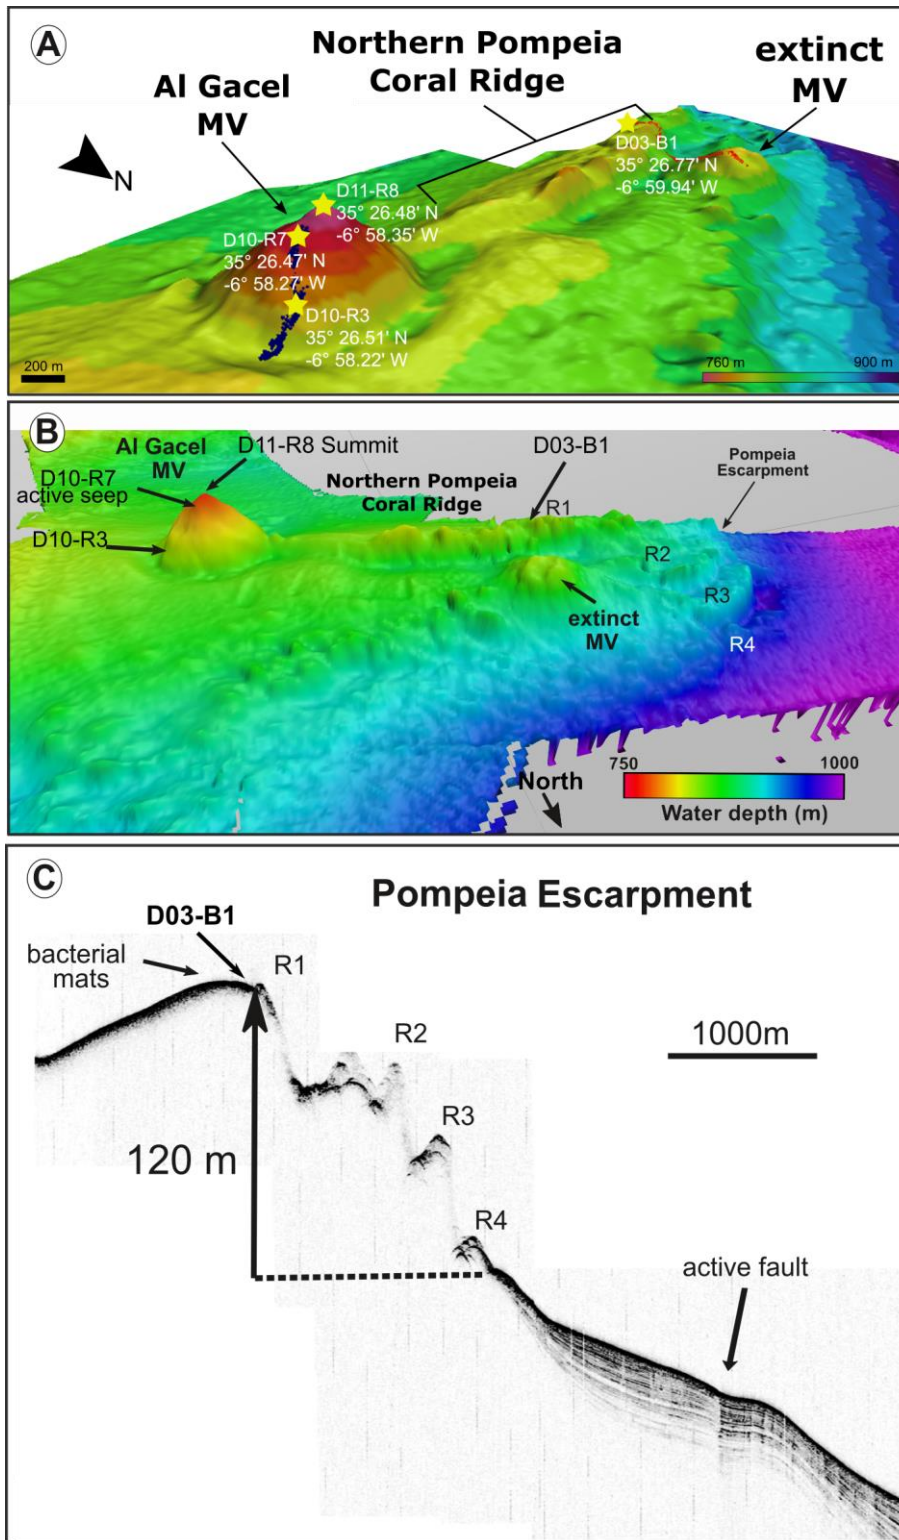 A
Northern Pompeia
Coral Ridge
extinct
MV
Al Gacel
MV
N
D03-B1
35° 26.77' N
-6° 59.94' W
D11-R8
35° 26.48' N
-6° 58.35' W
D10-R7
35° 26.47' N
-6° 58.27' W
D10-R3
35° 26.51' N
-6° 58.22' W
200 m
760 m
900 m
B
Al Gacel
MV
D11-R8 Summit
D03-B1
Pompeia
Escarpment
D10-R7
active seep
Northern Pompeia
Coral Ridge
R1
D10-R3
R2
R3
extinct
MV
R4
North
750
1000
Water depth (m)
C
Pompeia Escarpment
D03-B1
bacterial
mats
R1
1000m
R2
R3
120 m
R4
active fault